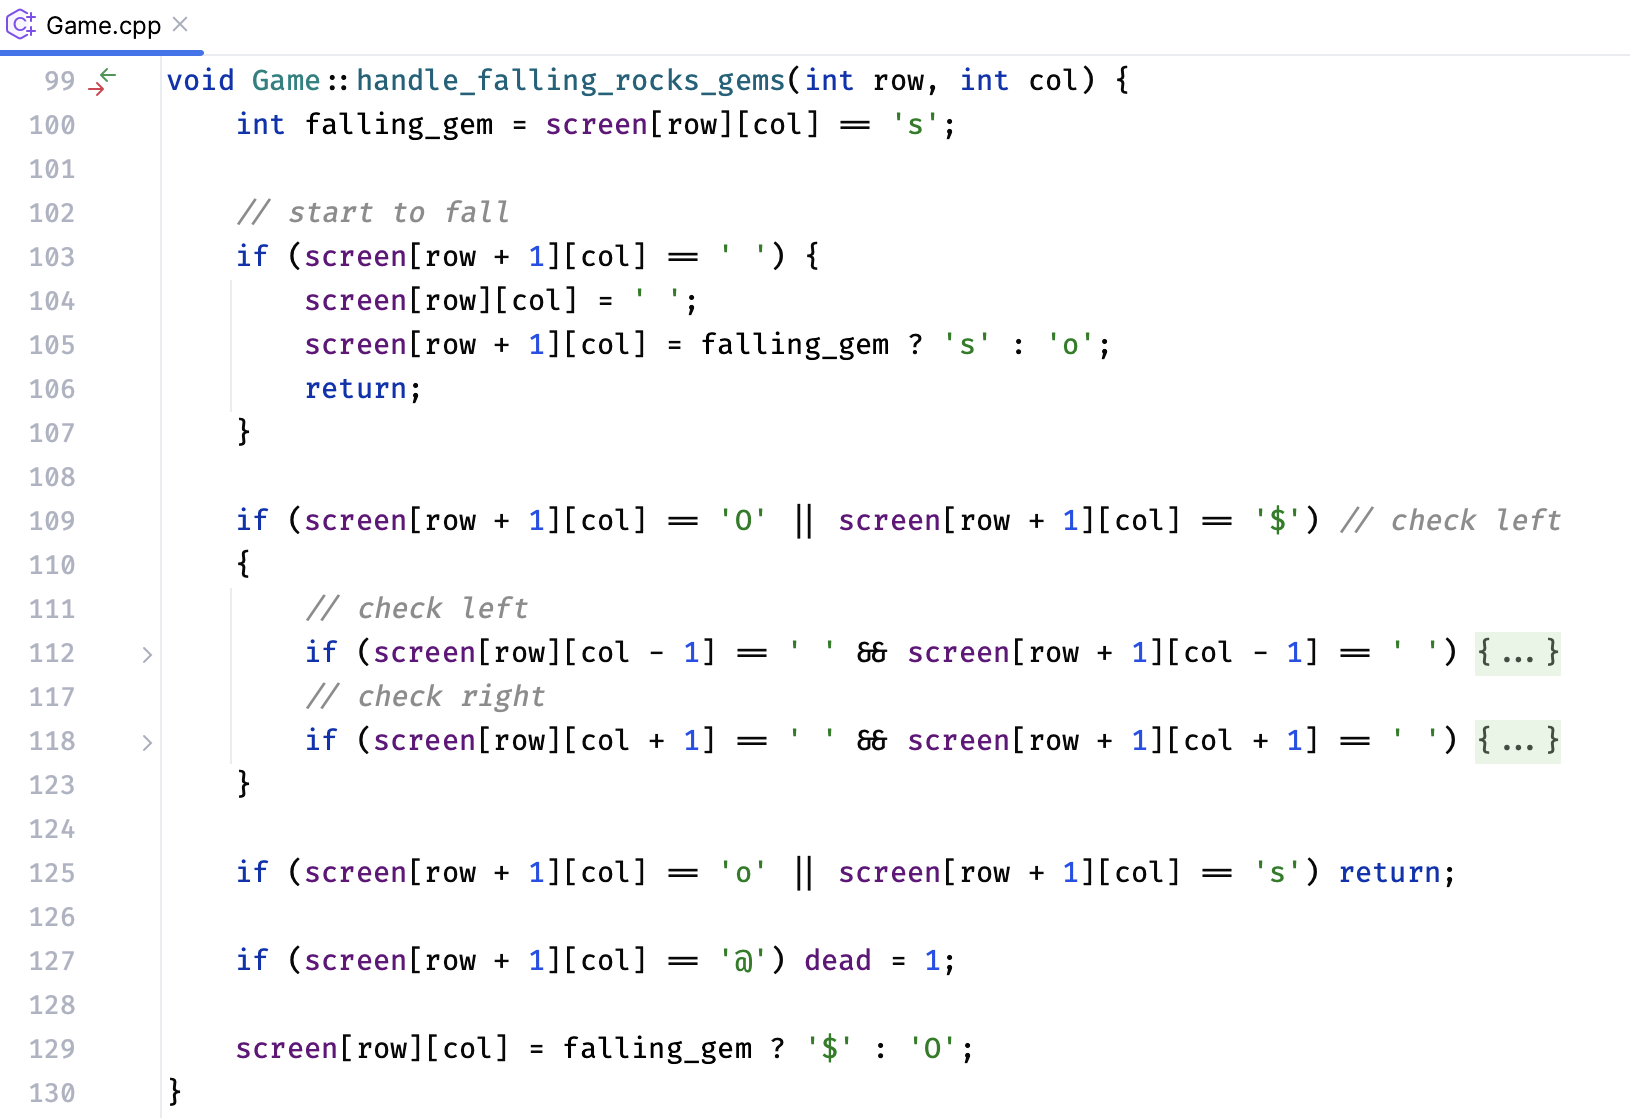 Game.cpp
99 void Game::handle_falling_rocks_gems(int row, int col) {
100     int falling_gem = screen[row][col] == 's';
101
102     // start to fall
103     if (screen[row + 1][col] == ' ') {
104         screen[row][col] = ' ';
105         screen[row + 1][col] = falling_gem ? 's' : 'o';
106         return;
107     }
108
109     if (screen[row + 1][col] == 'O' || screen[row + 1][col] == '$') // check left
110     {
111         // check left
112         if (screen[row][col - 1] == ' ' && screen[row + 1][col - 1] == ' ') {...}
117         // check right
118         if (screen[row][col + 1] == ' ' && screen[row + 1][col + 1] == ' ') {...}
123     }
124
125     if (screen[row + 1][col] == 'o' || screen[row + 1][col] == 's') return;
126
127     if (screen[row + 1][col] == '@') dead = 1;
128
129     screen[row][col] = falling_gem ? '$' : 'O';
130 }